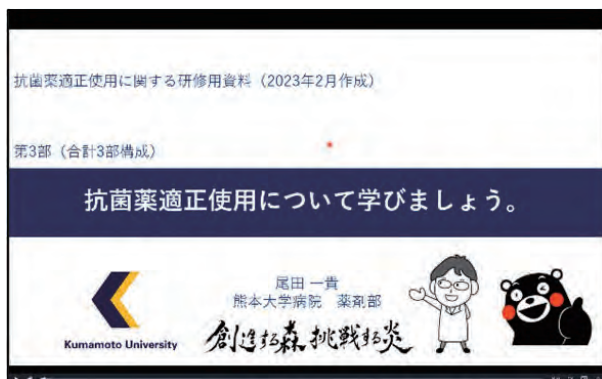 抗菌薬適正使用に関する研修用資料（2023年2月作成）
第3部（合計3部構成）
抗菌薬適正使用について学びましょう。
尾田 一貴
熊本大学病院　薬剤部
Kumamoto University
創造する森 挑戦する炎